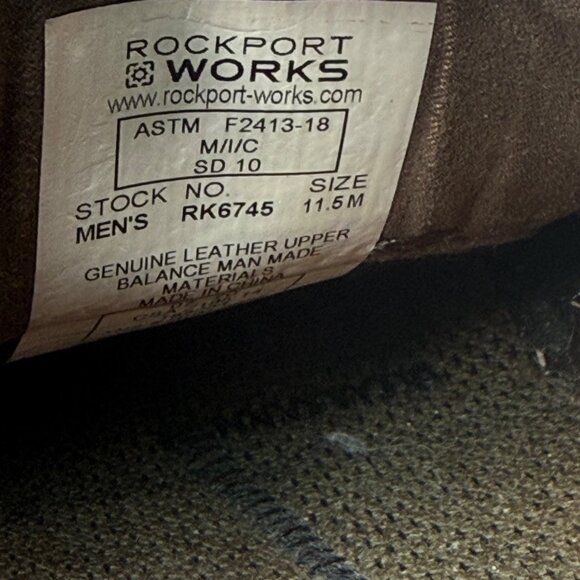 ROCKPORT
WORKS
www.rockport-works.com
ASTM F2413-18
M/I/C
SD 10
STOCK NO. SIZE
MEN'S RK6745 11.5 M
GENUINE LEATHER UPPER
BALANCE MAN MADE
MATERIALS
MADE IN CHINA